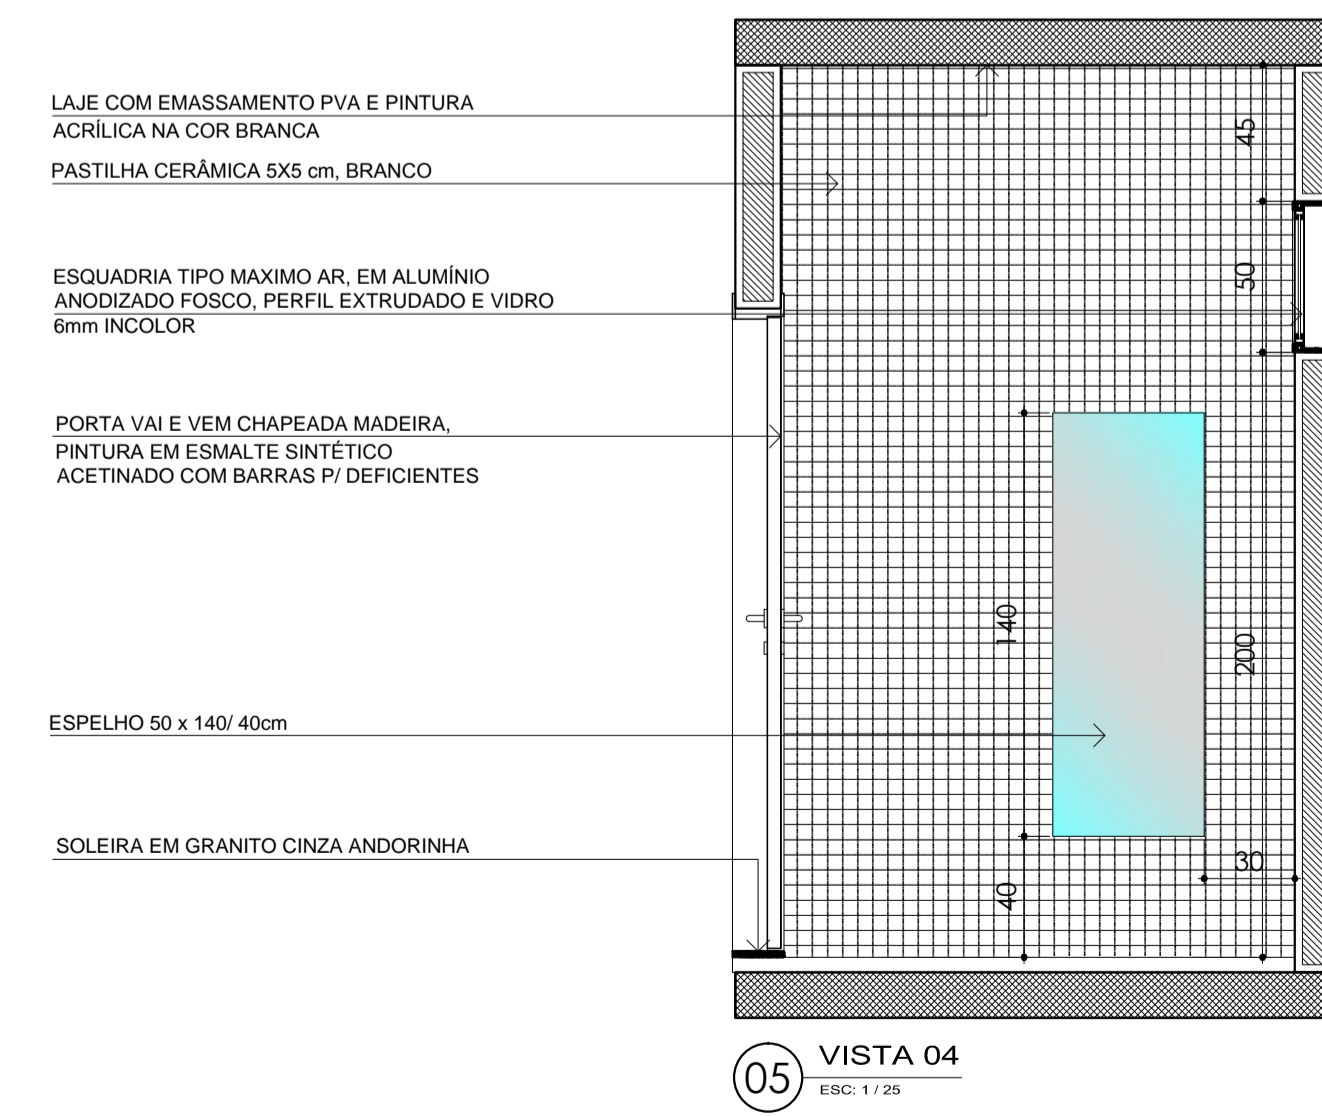 LAJE COM EMASSAMENTO PVA E PINTURA
ACRÍLICA NA COR BRANCA
PASTILHA CERÂMICA 5X5 cm, BRANCO
ESQUADRIA TIPO MAXIMO AR, EM ALUMÍNIO
ANODIZADO FOSCO, PERFIL EXTRUDADO E VIDRO
6mm INCOLOR
PORTA VAI E VEM CHAPEADA MADEIRA,
PINTURA EM ESMALTE SINTÉTICO
ACETINADO COM BARRAS P/ DEFICIENTES
ESPELHO 50 x 140/ 40cm
SOLEIRA EM GRANITO CINZA ANDORINHA
45
50
140
200
30
40
05
VISTA 04
ESC: 1 / 25